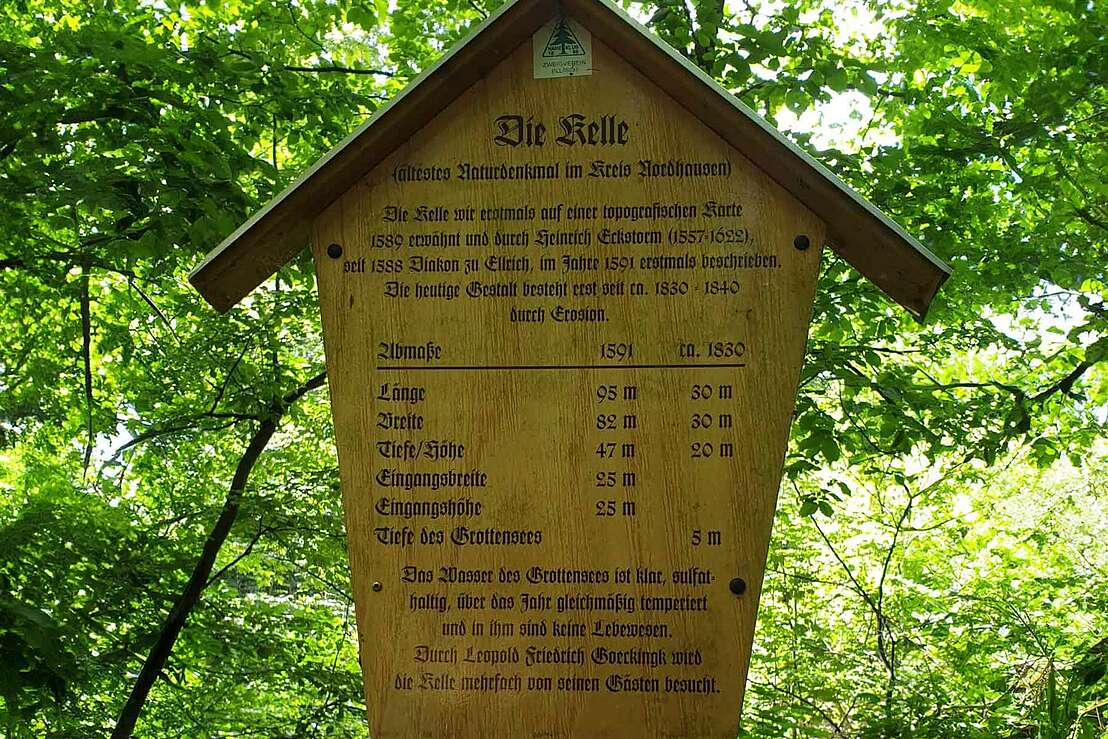 HARZ KLUB
ZWEIGVEREIN
ELLRICH
Die Kelle
(ältestes Naturdenkmal im Kreis Nordhausen)
Die Kelle wir erstmals auf einer topografischen Karte
1589 erwähnt und durch Heinrich Eckstorm (1557-1622),
seit 1588 Diakon zu Ellrich, im Jahre 1591 erstmals beschrieben.
Die heutige Gestalt besteht erst seit ca. 1830 - 1840
durch Erosion.
Abmaße 1591 ca. 1830
Länge 95 m 30 m
Breite 82 m 30 m
Tiefe/Höhe 47 m 20 m
Eingangsbreite 25 m
Eingangshöhe 25 m
Tiefe des Grottensees 5 m
Das Wasser des Grottensees ist klar, sulfat-
haltig, über das Jahr gleichmäßig temperiert
und in ihm sind keine Lebewesen.
Durch Leopold Friedrich Goeckingk wird
die Kelle mehrfach von seinen Gästen besucht.